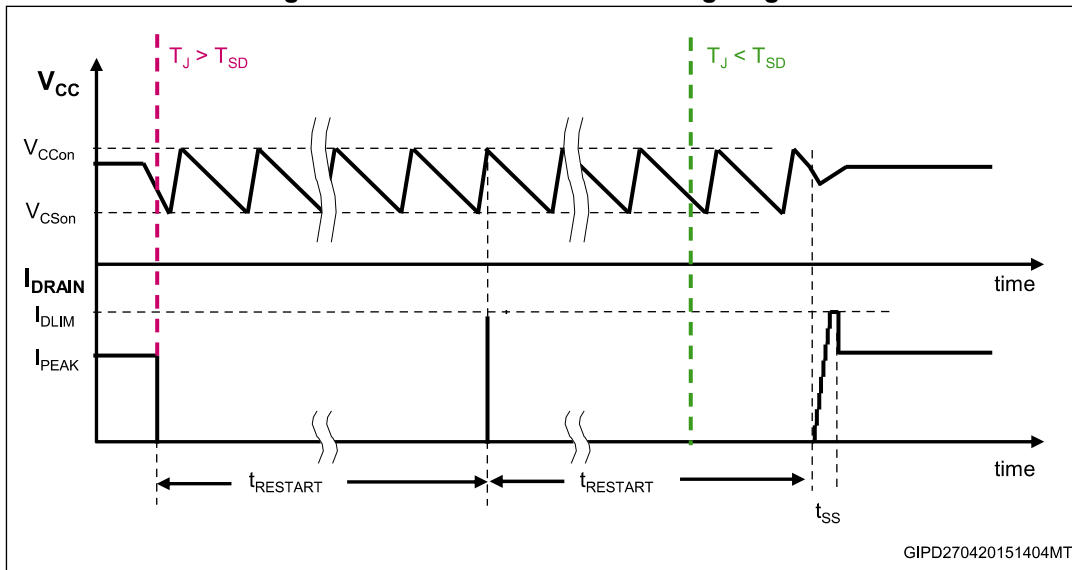 T_J > T_SD
T_J < T_SD
V_CC
V_CCon
V_CSon
time
I_DRAIN
I_DLIM
I_PEAK
time
t_RESTART
t_RESTART
t_SS
GIPD270420151404MT